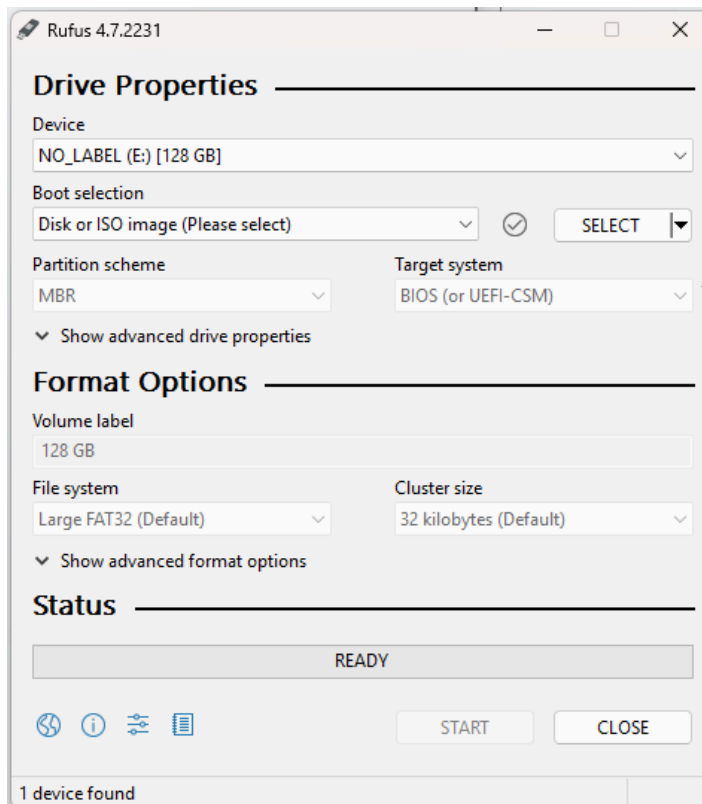 Rufus 4.7.2231
Drive Properties
Device
NO_LABEL (E:) [128 GB]
Boot selection
Disk or ISO image (Please select)
SELECT
Partition scheme
Target system
MBR
BIOS (or UEFI-CSM)
Show advanced drive properties
Format Options
Volume label
128 GB
File system
Cluster size
Large FAT32 (Default)
32 kilobytes (Default)
Show advanced format options
Status
READY
START
CLOSE
1 device found